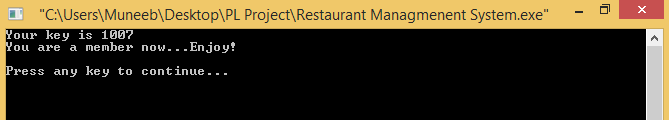 "C:\Users\Muneeb\Desktop\PL Project\Restaurant Managmenent System.exe"
Your key is 1007
You are a member now...Enjoy!
Press any key to continue...